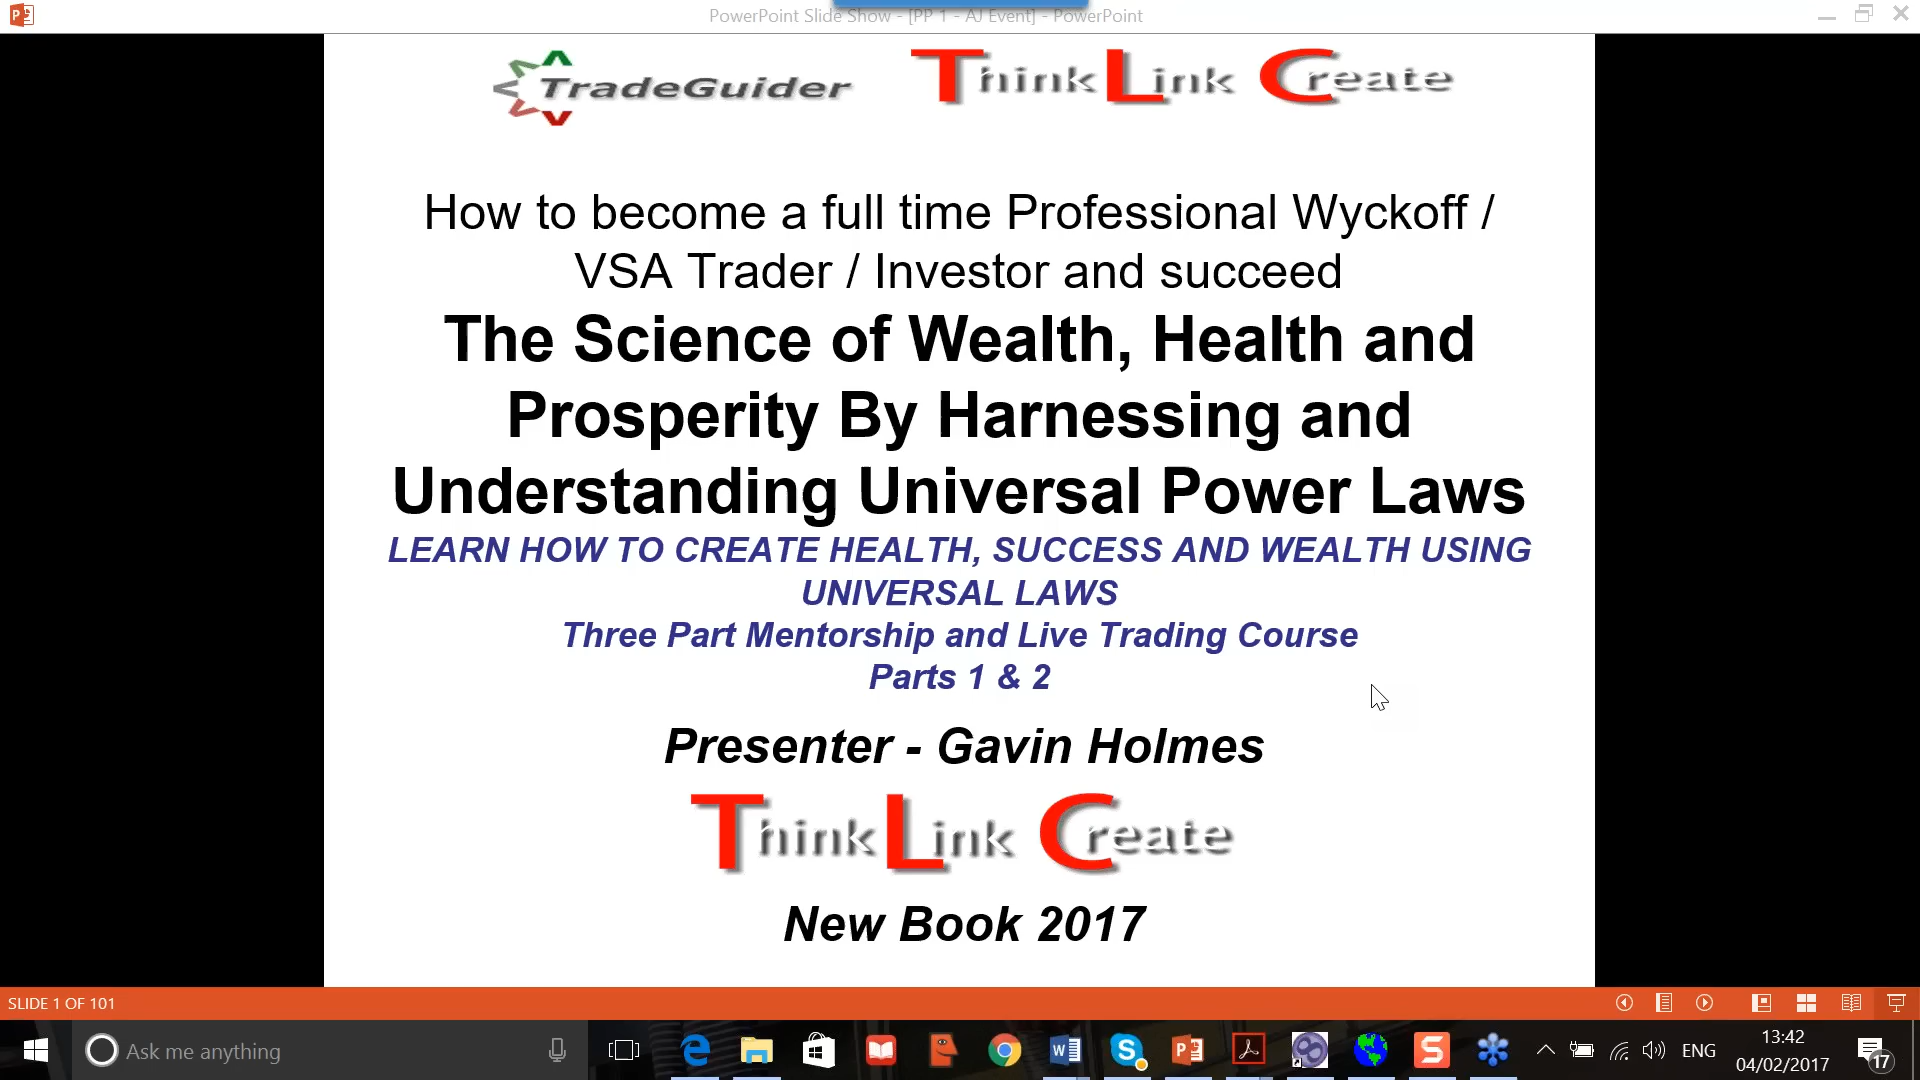 PowerPoint Slide Show - [PP 1 - AJ Event] - PowerPoint
TradeGuider
Think Link Create
How to become a full time Professional Wyckoff /
VSA Trader / Investor and succeed
The Science of Wealth, Health and
Prosperity By Harnessing and
Understanding Universal Power Laws
LEARN HOW TO CREATE HEALTH, SUCCESS AND WEALTH USING
UNIVERSAL LAWS
Three Part Mentorship and Live Trading Course
Parts 1 & 2
Presenter - Gavin Holmes
Think Link Create
New Book 2017
SLIDE 1 OF 101
Ask me anything
ENG
13:42
04/02/2017
17